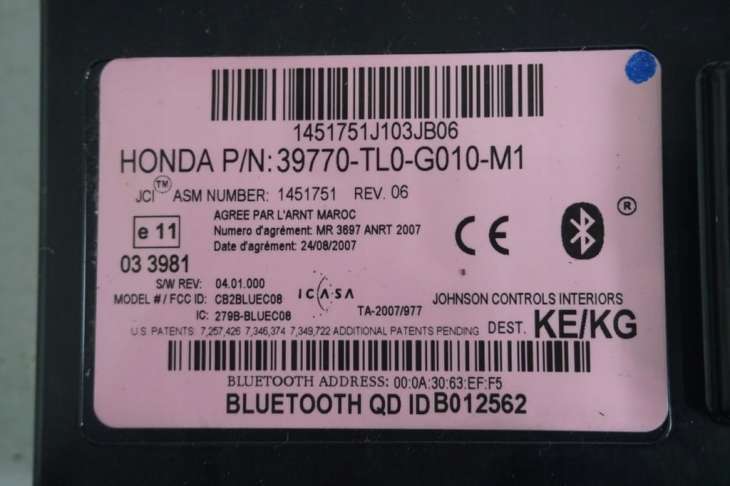 1451751J103JB06
HONDA P/N: 39770-TL0-G010-M1
JCI™ ASM NUMBER: 1451751 REV. 06
AGREE PAR L'ARNT MAROC
e 11 Numero d'agrément: MR 3697 ANRT 2007
Date d'agrément: 24/08/2007
CE ®
03 3981
S/W REV: 04.01.000
MODEL # / FCC ID: CB2BLUEC08 ICASA JOHNSON CONTROLS INTERIORS
IC: 279B-BLUEC08 TA-2007/977
U.S PATENTS 7,257,426 7,346,374 7,349,722 ADDITIONAL PATENTS PENDING DEST. KE/KG
BLUETOOTH ADDRESS: 00:0A:30:63:EF:F5
BLUETOOTH QD ID B012562